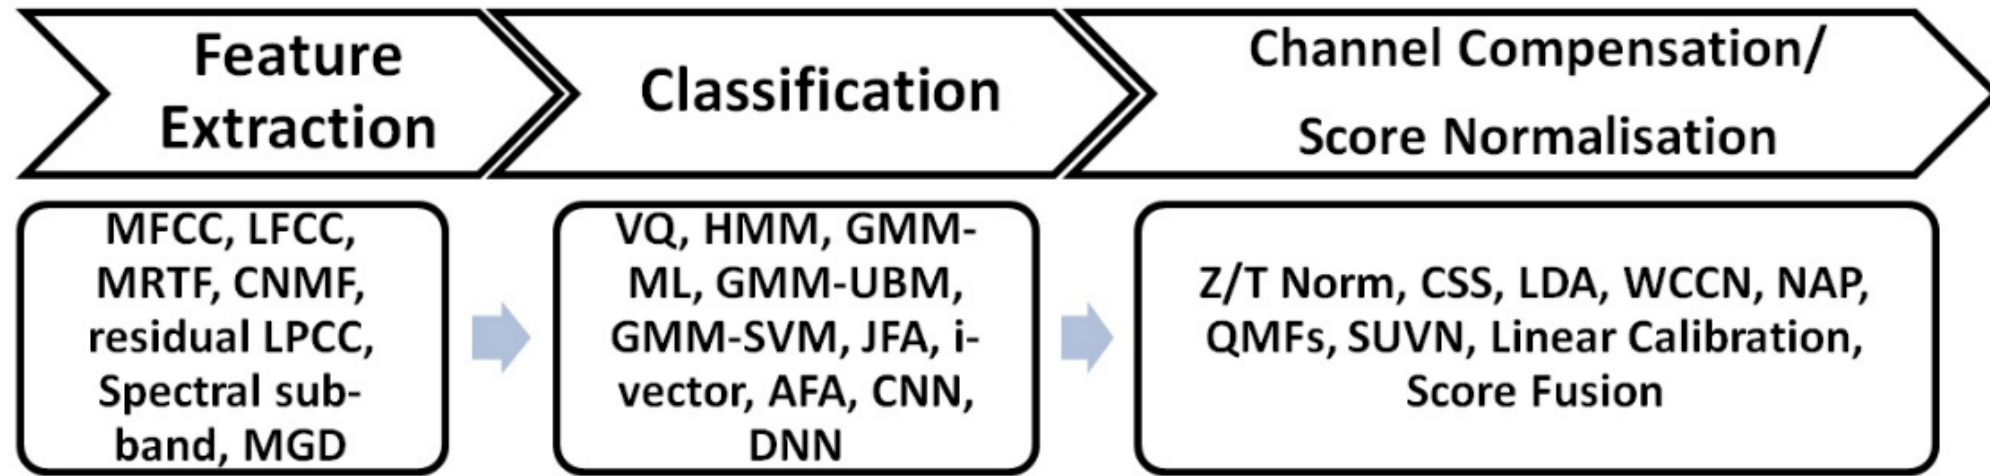 Feature
Extraction
Classification
Channel Compensation/
Score Normalisation
MFCC, LFCC,
MRTF, CNMF,
residual LPCC,
Spectral sub-
band, MGD
VQ, HMM, GMM-
ML, GMM-UBM,
GMM-SVM, JFA, i-
vector, AFA, CNN,
DNN
Z/T Norm, CSS, LDA, WCCN, NAP,
QMFs, SUVN, Linear Calibration,
Score Fusion